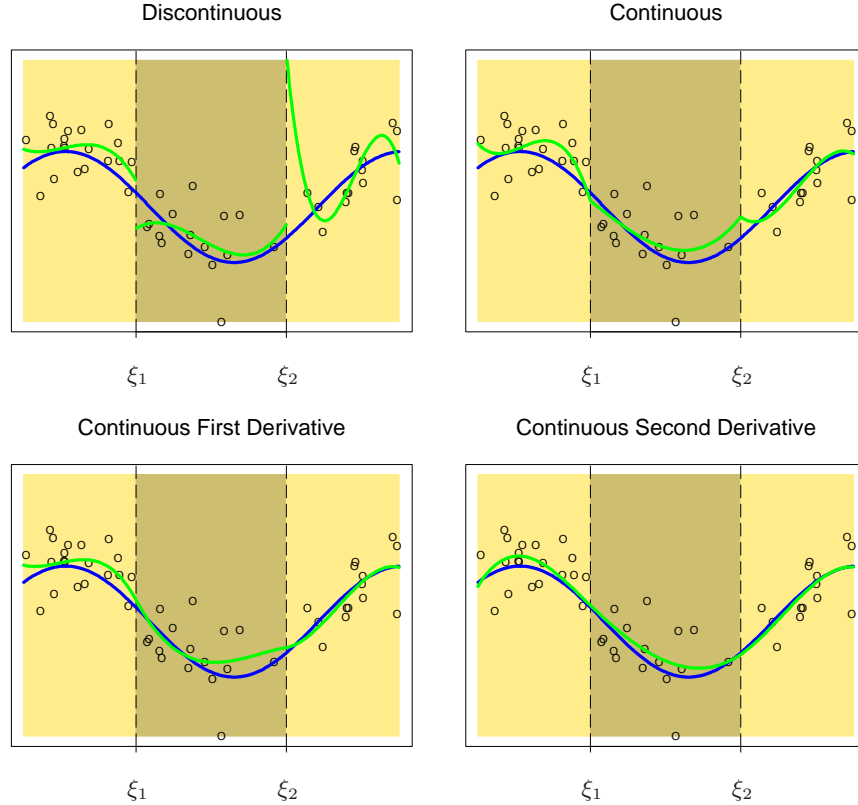 Discontinuous
Continuous
ξ1 ξ2
ξ1 ξ2
Continuous First Derivative
Continuous Second Derivative
ξ1 ξ2
ξ1 ξ2